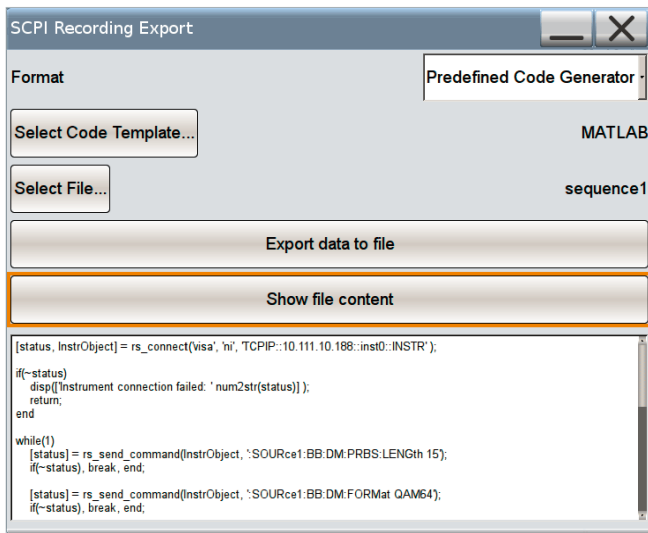 SCPI Recording Export
Format
Predefined Code Generator
Select Code Template...
MATLAB
Select File...
sequence1
Export data to file
Show file content
[status, InstrObject] = rs_connect('visa', 'ni', 'TCPIP::10.111.10.188::inst0::INSTR' );
if(~status)
disp(['Instrument connection failed: ' num2str(status)] );
return;
end
while(1)
[status] = rs_send_command(InstrObject, ':SOURce1:BB:DM:PRBS:LENGth 15');
if(~status), break, end;
[status] = rs_send_command(InstrObject, ':SOURce1:BB:DM:FORMat QAM64');
if(~status), break, end;